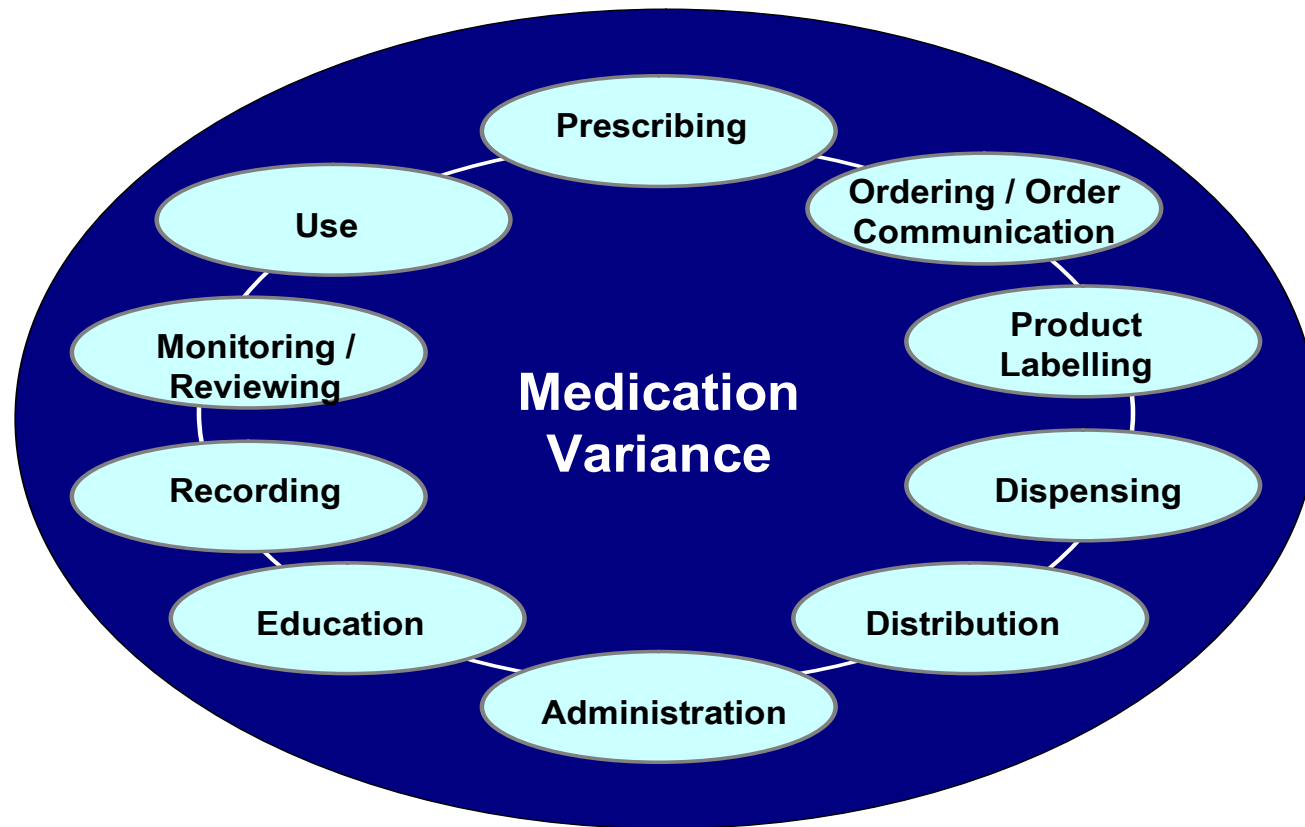 Prescribing
Ordering / Order
Communication
Product
Labelling
Dispensing
Distribution
Administration
Education
Recording
Monitoring /
Reviewing
Use
Medication
Variance